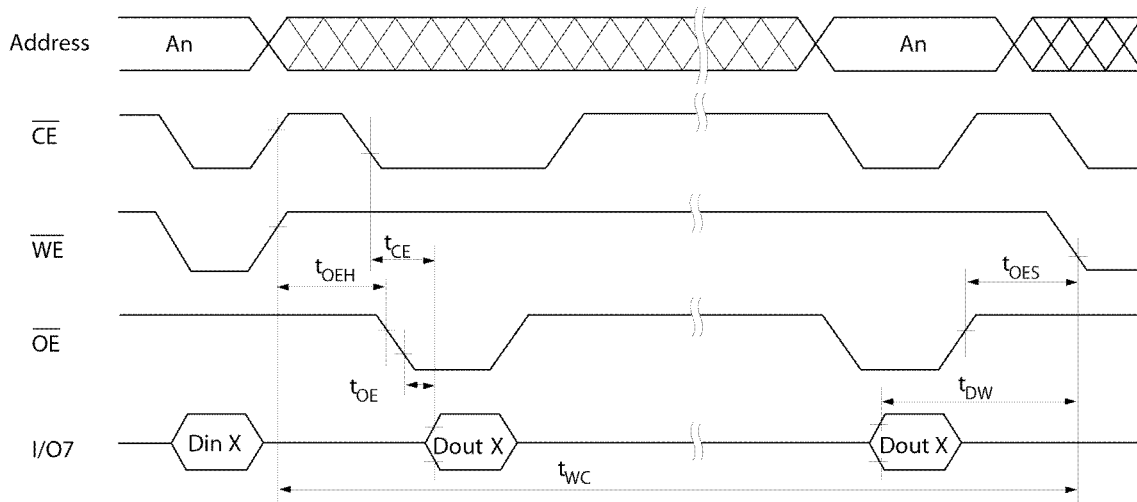 Address An An
CE
WE
tCE
tOEH tOES
OE
tOE tDW
I/O7 Din X Dout X Dout X
tWC